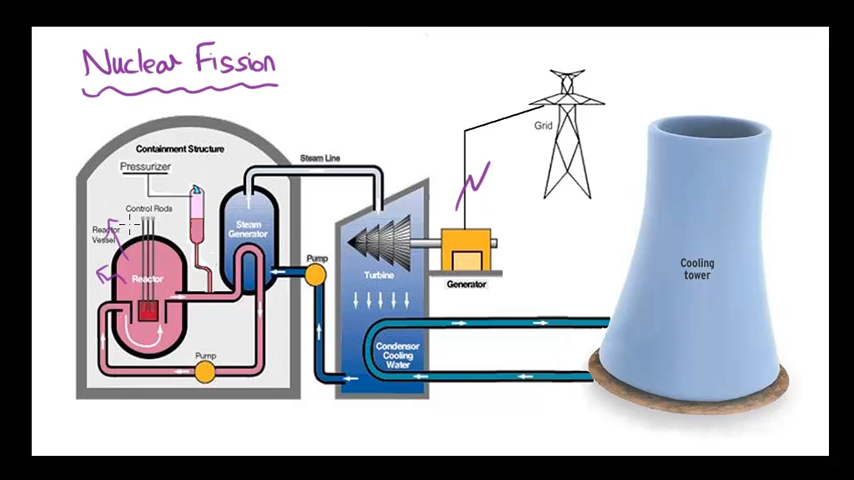 Nuclear Fission
Containment Structure
Pressurizer
Control Rods
Reactor
Vessel
Reactor
Pump
Steam
Generator
Steam Line
Pump
Turbine
Condensor
Cooling
Water
Generator
Grid
Cooling
tower